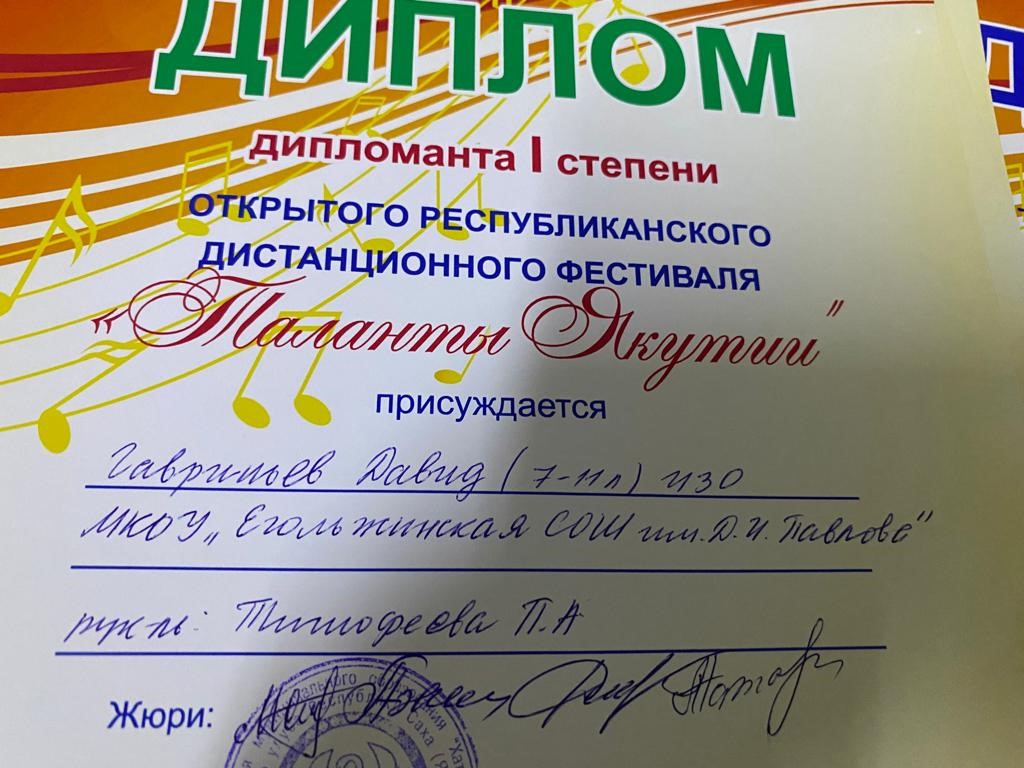 ДИПЛОМ
дипломанта I степени
ОТКРЫТОГО РЕСПУБЛИКАНСКОГО
ДИСТАНЦИОННОГО ФЕСТИВАЛЯ
«Таланты Якутии"
присуждается
Гаврильев Давид (7-11л) ИЗО
МКОУ „Егольжинская СОШ им. Д.И. Павлова"
рук-ль: Тимофеева П.А
Жюри:
Саха